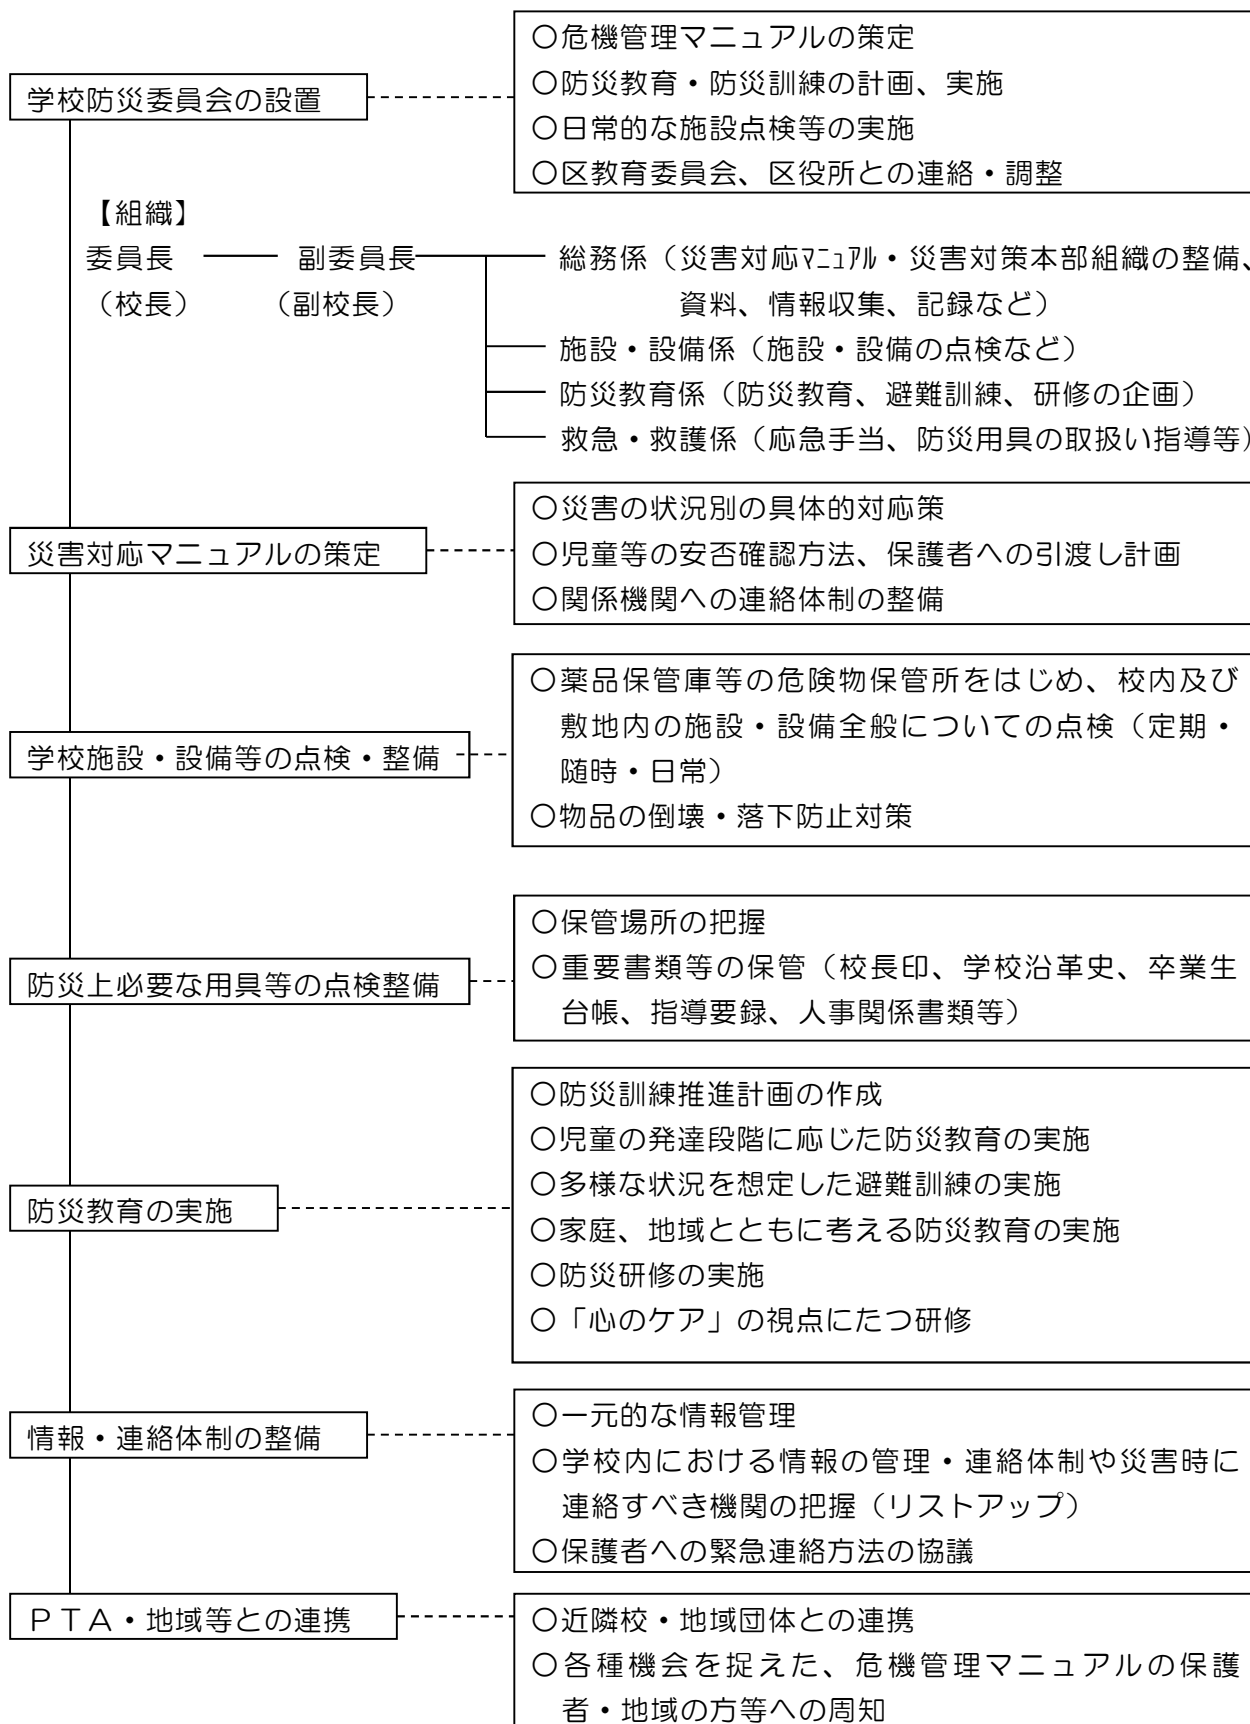 学校防災委員会の設置
〇危機管理マニュアルの策定
〇防災教育・防災訓練の計画、実施
〇日常的な施設点検等の実施
〇区教育委員会、区役所との連絡・調整
【組織】
委員長 副委員長 総務係（災害対応ﾏﾆｭｱﾙ・災害対策本部組織の整備、
（校長） （副校長） 資料、情報収集、記録など）
施設・設備係（施設・設備の点検など）
防災教育係（防災教育、避難訓練、研修の企画）
救急・救護係（応急手当、防災用具の取扱い指導等）
災害対応マニュアルの策定
〇災害の状況別の具体的対応策
〇児童等の安否確認方法、保護者への引渡し計画
〇関係機関への連絡体制の整備
学校施設・設備等の点検・整備
〇薬品保管庫等の危険物保管所をはじめ、校内及び
敷地内の施設・設備全般についての点検（定期・
随時・日常）
〇物品の倒壊・落下防止対策
防災上必要な用具等の点検整備
〇保管場所の把握
〇重要書類等の保管（校長印、学校沿革史、卒業生
台帳、指導要録、人事関係書類等）
防災教育の実施
〇防災訓練推進計画の作成
〇児童の発達段階に応じた防災教育の実施
〇多様な状況を想定した避難訓練の実施
〇家庭、地域とともに考える防災教育の実施
〇防災研修の実施
〇「心のケア」の視点にたつ研修
情報・連絡体制の整備
〇一元的な情報管理
〇学校内における情報の管理・連絡体制や災害時に
連絡すべき機関の把握（リストアップ）
〇保護者への緊急連絡方法の協議
ＰＴＡ・地域等との連携
〇近隣校・地域団体との連携
〇各種機会を捉えた、危機管理マニュアルの保護
者・地域の方等への周知